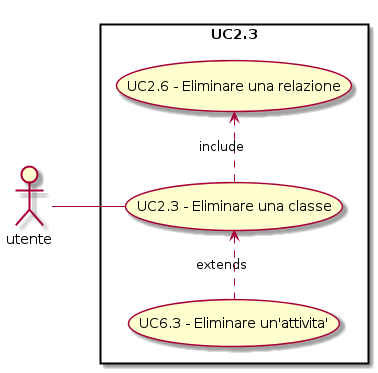 UC2.3
UC2.6 - Eliminare una relazione
include
UC2.3 - Eliminare una classe
utente
extends
UC6.3 - Eliminare un'attivita'